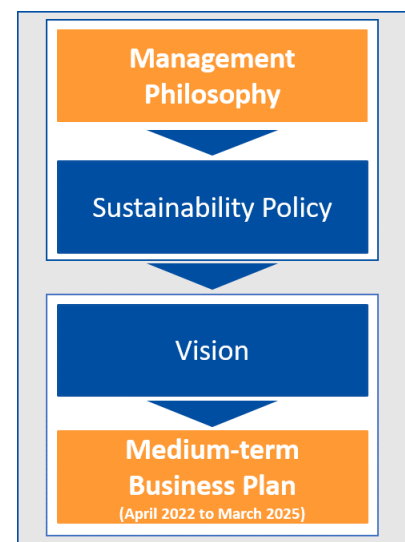 Management
Philosophy
Sustainability Policy
Vision
Medium-term
Business Plan
(April 2022 to March 2025)